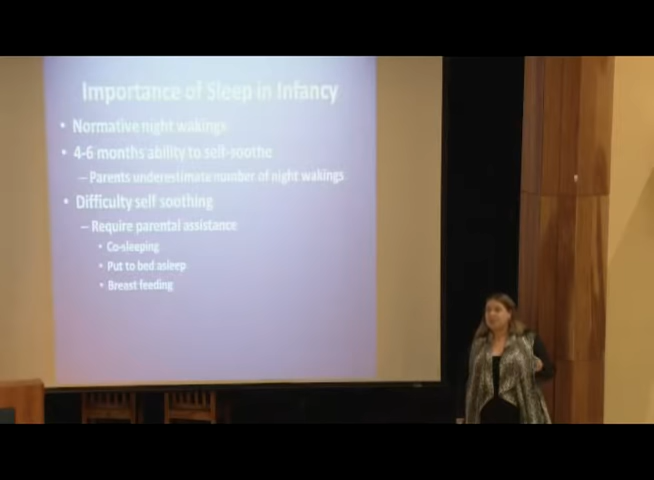 Importance of Sleep in Infancy
• Normative night wakings
• 4-6 months ability to self-soothe
– Parents underestimate number of night wakings
• Difficulty self soothing
– Require parental assistance
• Co-sleeping
• Put to bed asleep
• Breast feeding